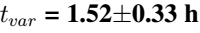 t_var = 1.52±0.33 h